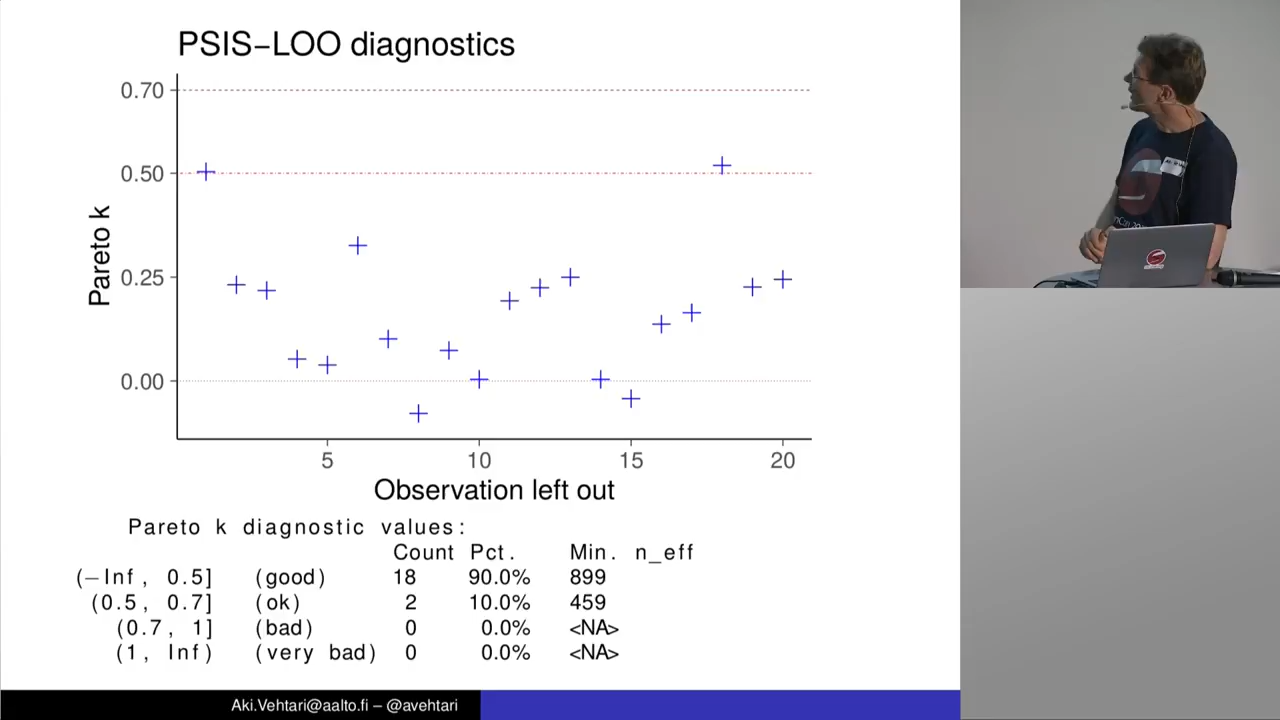 PSIS–LOO diagnostics
0.70
0.50
0.25
0.00
Pareto k
5 10 15 20
Observation left out
Pareto k diagnostic values:
Count Pct. Min. n_eff
(–Inf, 0.5] (good) 18 90.0% 899
(0.5, 0.7] (ok) 2 10.0% 459
(0.7, 1] (bad) 0 0.0% <NA>
(1, Inf) (very bad) 0 0.0% <NA>
Aki.Vehtari@aalto.fi – @avehtari